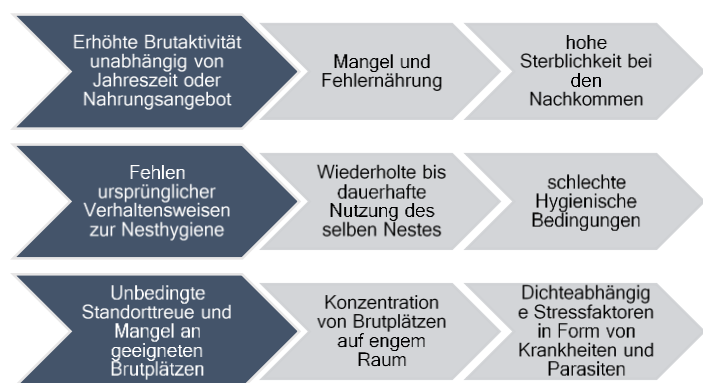 Erhöhte Brutaktivität
unabhängig von
Jahreszeit oder
Nahrungsangebot
Mangel und
Fehlernährung
hohe
Sterblichkeit bei
den
Nachkommen
Fehlen
ursprünglicher
Verhaltensweisen
zur Nesthygiene
Wiederholte bis
dauerhafte
Nutzung des
selben Nestes
schlechte
Hygienische
Bedingungen
Unbedingte
Standorttreue und
Mangel an
geeigneten
Brutplätzen
Konzentration
von Brutplätzen
auf engem
Raum
Dichteabhängig
e Stressfaktoren
in Form von
Krankheiten und
Parasiten